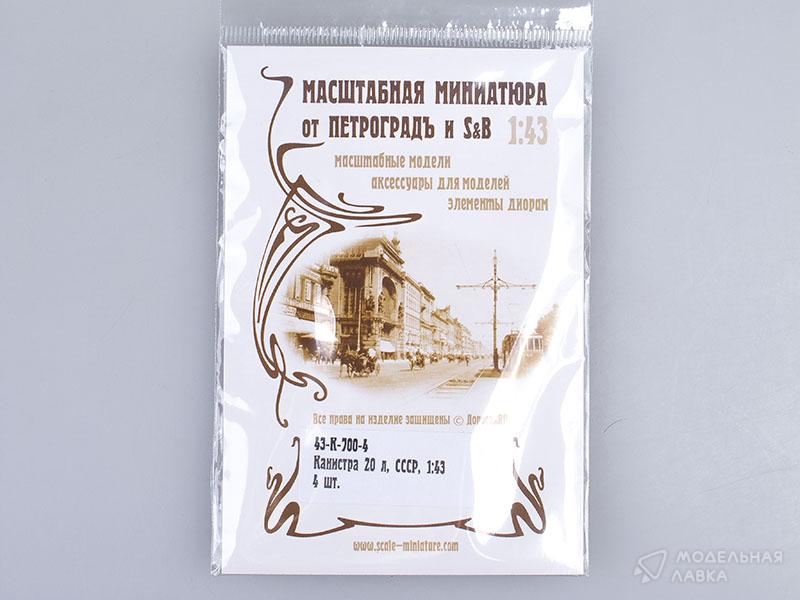 МАСШТАБНАЯ МИНИАТЮРА
от ПЕТРОГРАДЪ и S&B 1:43
масштабные модели
аксессуары для моделей
элементы диорам
Все права на изделие защищены ©
43-К-700-4
Канистра 20 л, СССР, 1:43
4 шт.
www.scale-miniature.com
МОДЕЛЬНАЯ
ЛАВКА